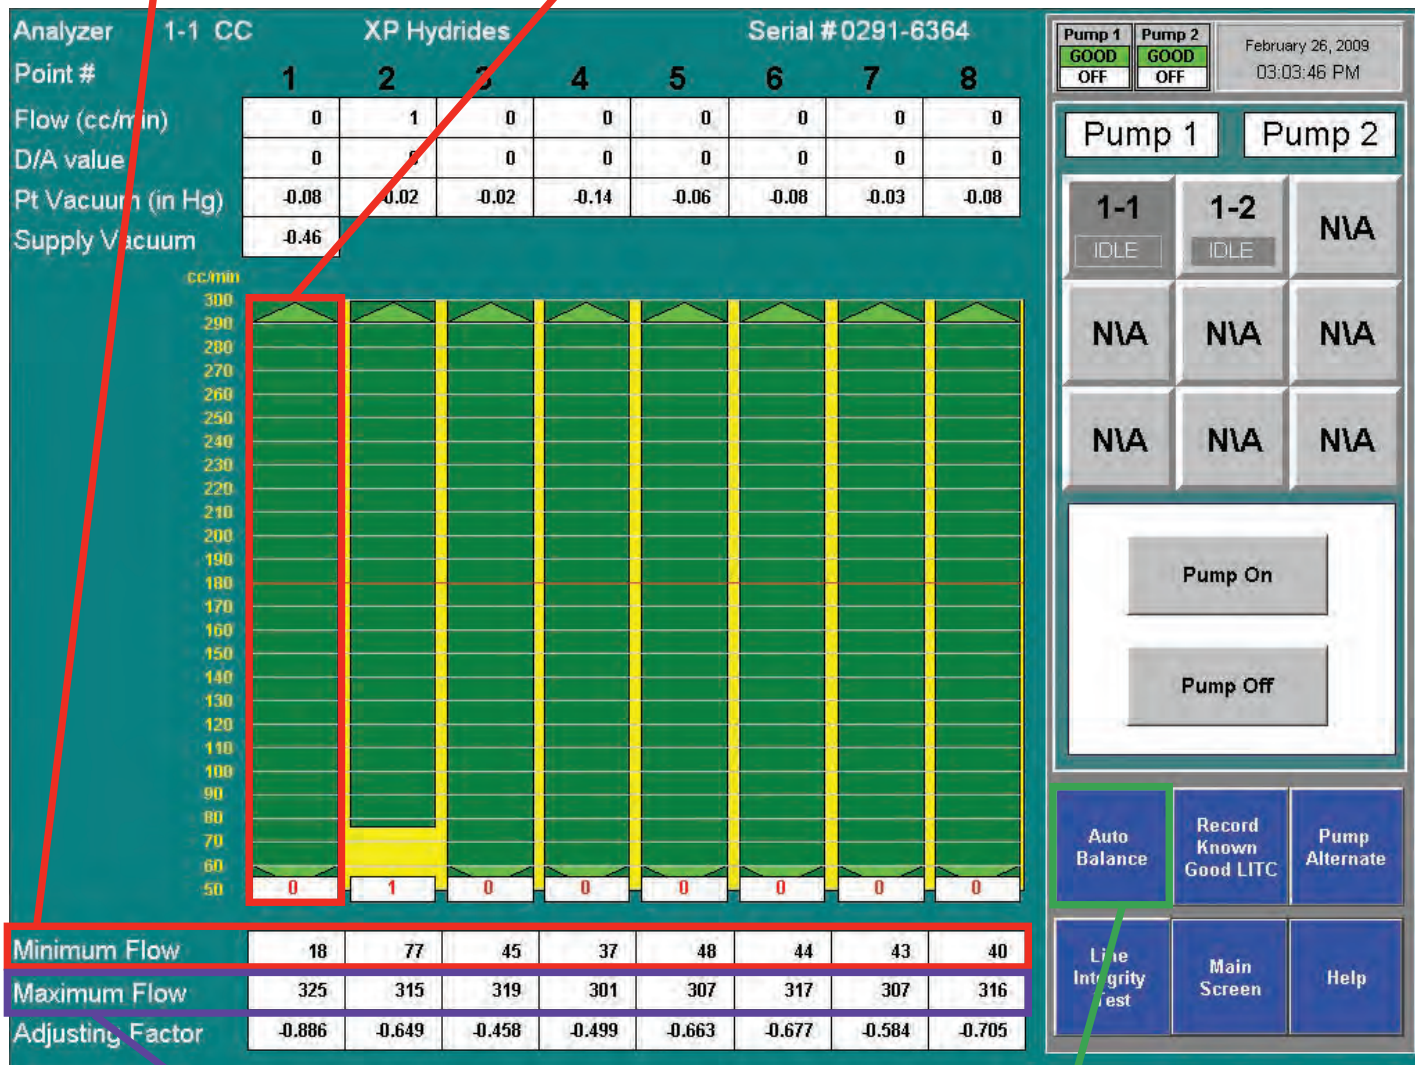 Analyzer 1-1 CC XP Hydrides Serial # 0291-6364
Point # 1 2 3 4 5 6 7 8
Flow (cc/min) 0 1 0 0 0 0 0 0
D/A value 0 0 0 0 0 0 0
Pt Vacuum (in Hg) -0.08 -0.02 -0.02 -0.14 -0.06 -0.08 -0.03 -0.08
Supply Vacuum -0.46
cc/min
300
290
280
270
260
250
240
230
220
210
200
190
180
170
160
150
140
130
120
110
100
90
80
70
60
50 0 1 0 0 0 0 0 0
Minimum Flow 18 77 45 37 48 44 43 40
Maximum Flow 325 315 319 301 307 317 307 316
Adjusting Factor -0.886 -0.649 -0.458 -0.499 -0.663 -0.677 -0.584 -0.705
Pump 1 Pump 2
GOOD GOOD
OFF OFF
February 26, 2009
03:03:46 PM
Pump 1 Pump 2
1-1 1-2 N\A
IDLE IDLE
N\A N\A N\A
N\A N\A N\A
Pump On
Pump Off
Auto
Balance
Record
Known
Good LITC
Pump
Alternate
Line
Integrity
Test
Main
Screen
Help